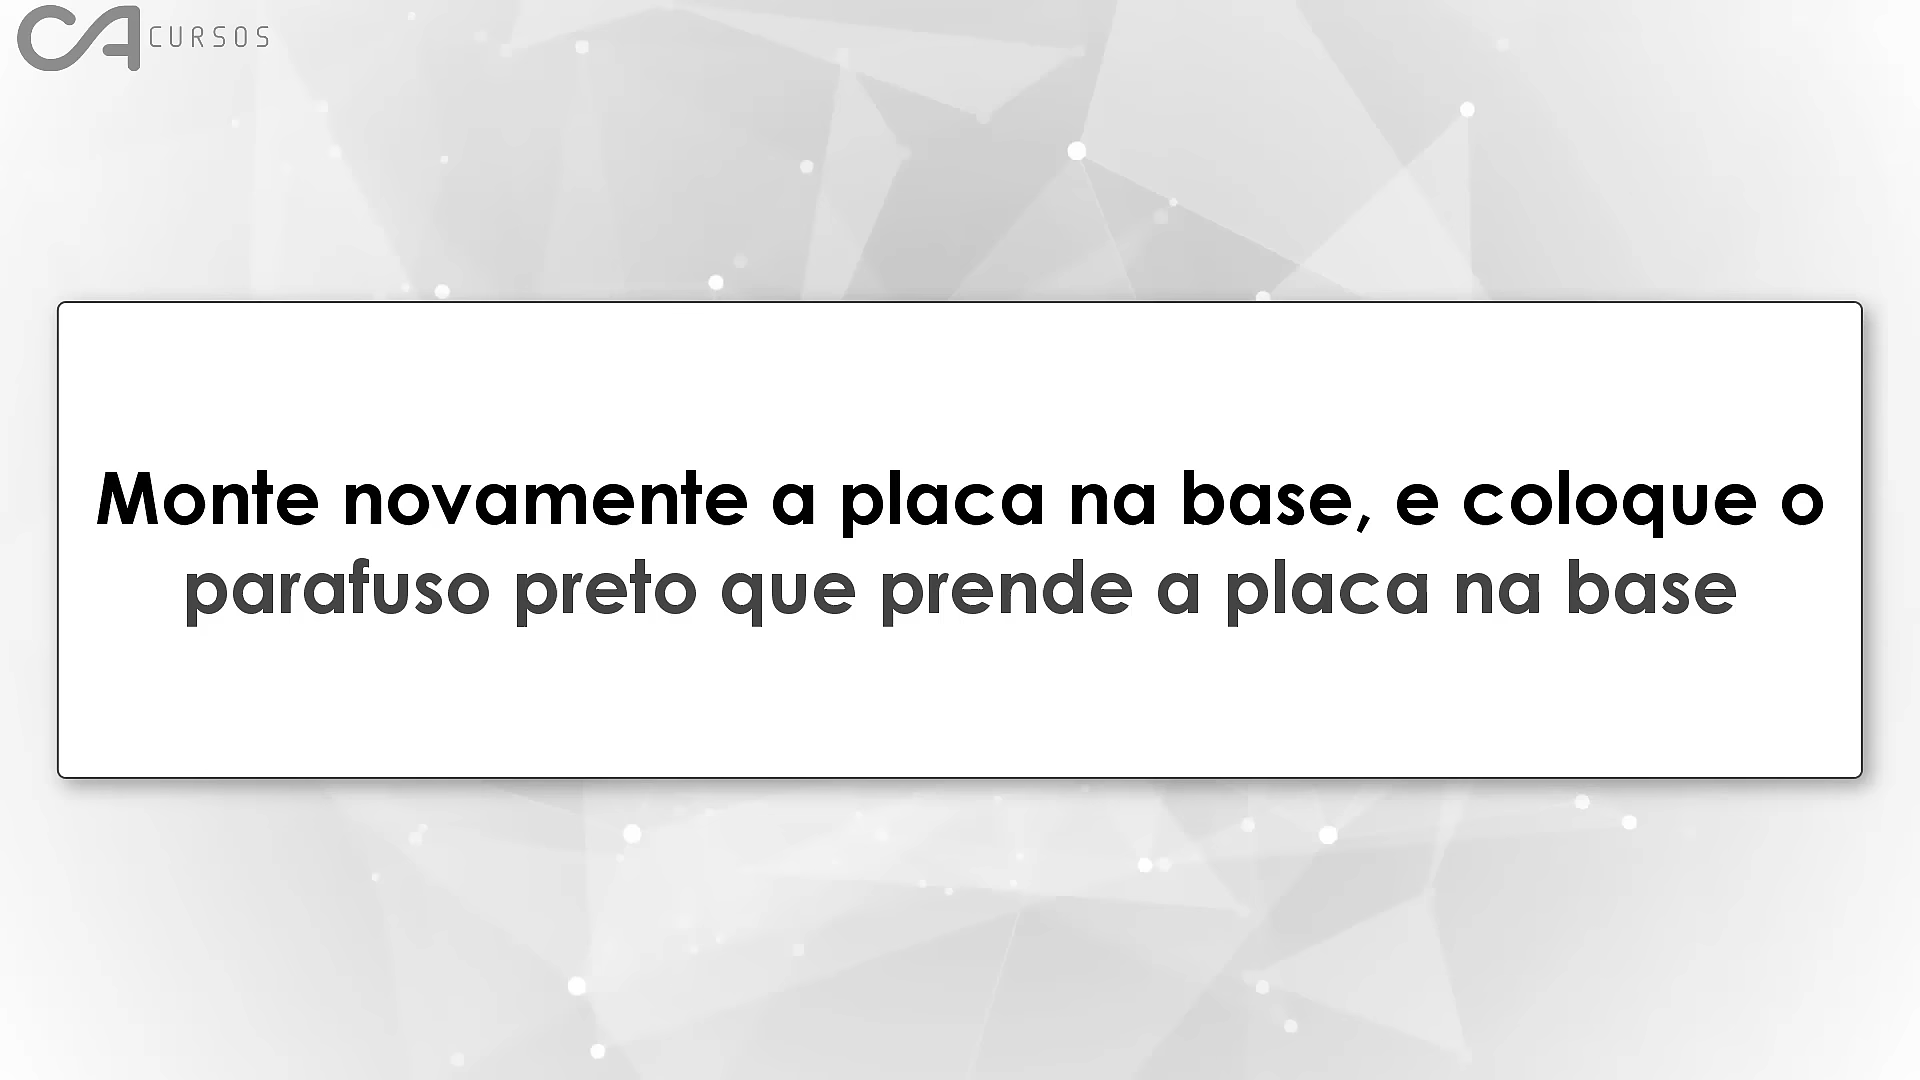 CA CURSOS
Monte novamente a placa na base, e coloque o
parafuso preto que prende a placa na base